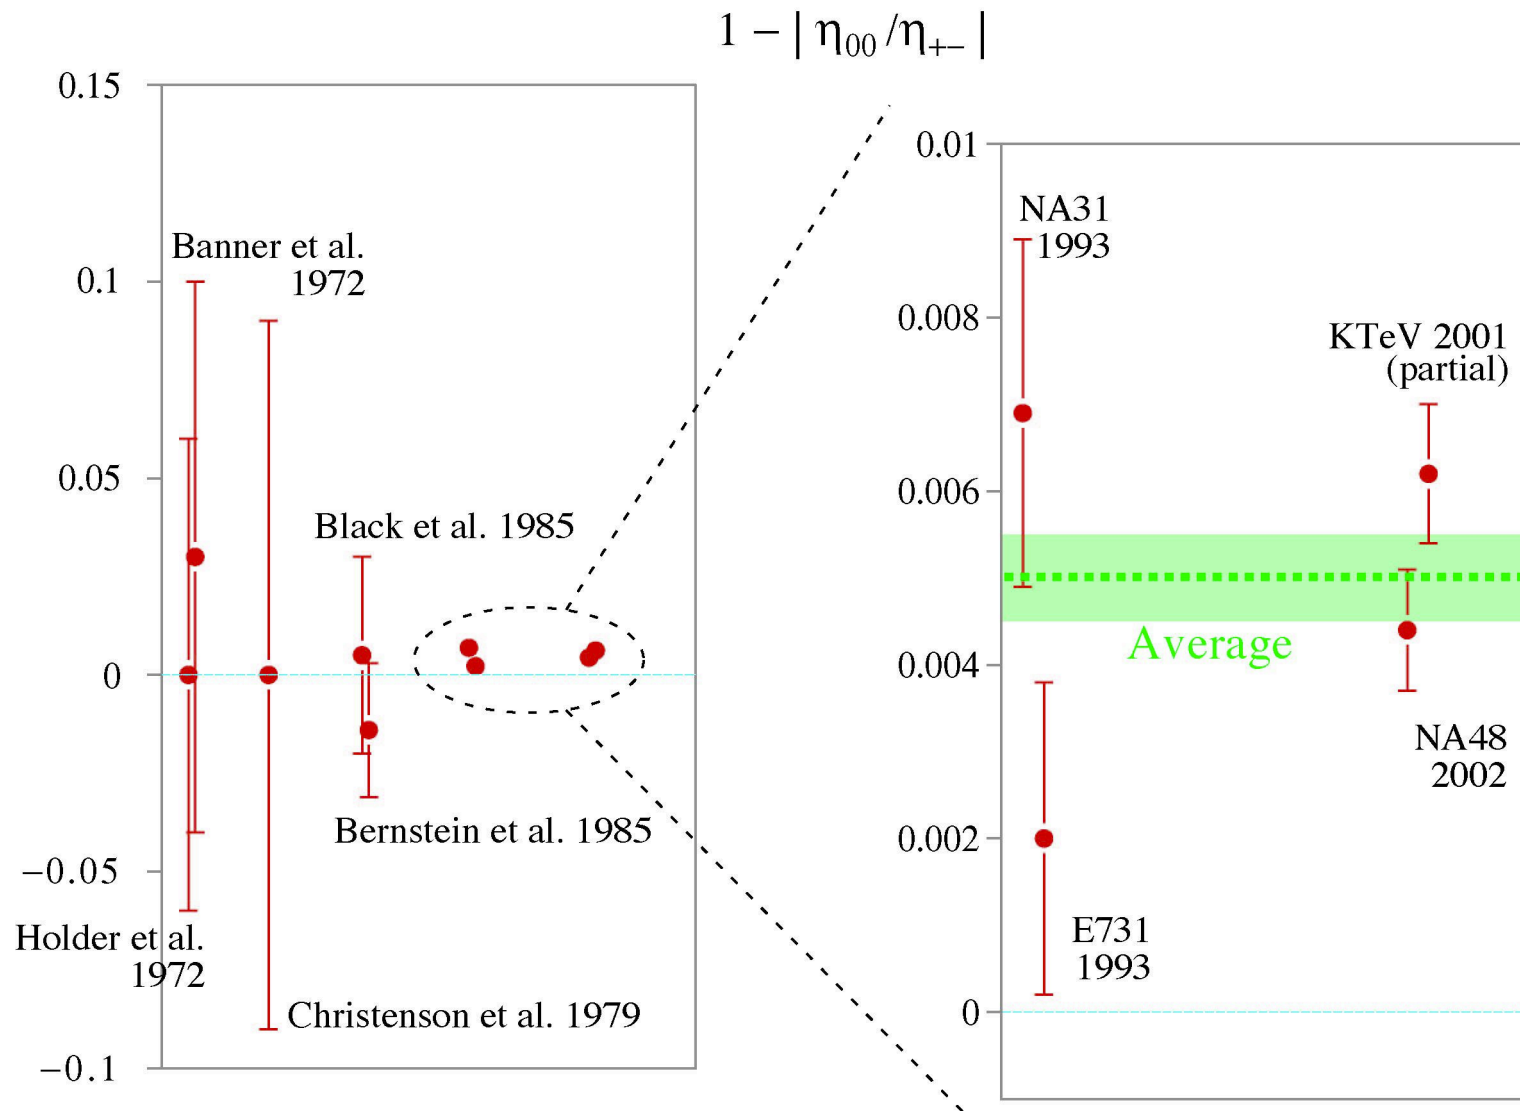 1 − | η₀₀ /η₊₋ |
0.15
0.1
0.05
0
−0.05
−0.1
Banner et al.
1972
Black et al. 1985
Bernstein et al. 1985
Holder et al.
1972
Christenson et al. 1979
0.01
0.008
0.006
0.004
0.002
0
NA31
1993
KTeV 2001
(partial)
Average
NA48
2002
E731
1993